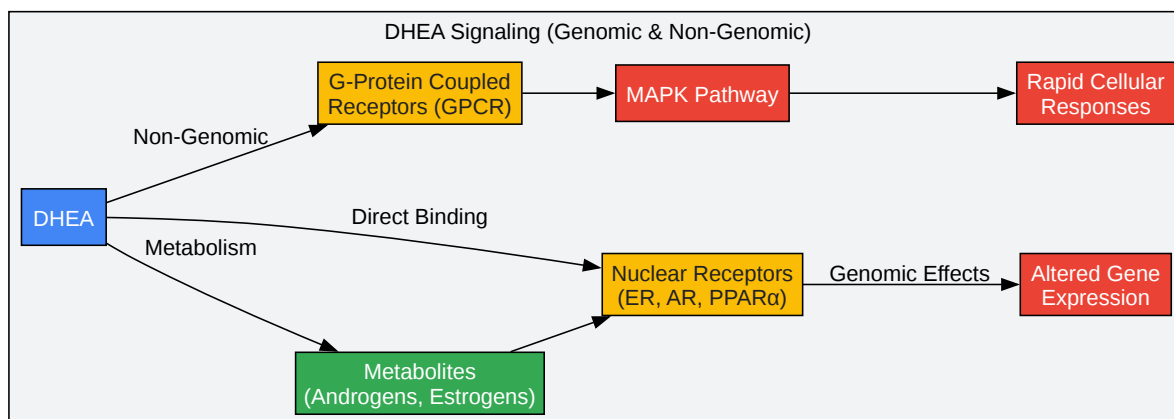 DHEA Signaling (Genomic & Non-Genomic)
G-Protein Coupled
Receptors (GPCR)
MAPK Pathway
Rapid Cellular
Responses
Non-Genomic
DHEA
Direct Binding
Metabolism
Nuclear Receptors
(ER, AR, PPARα)
Genomic Effects
Altered Gene
Expression
Metabolites
(Androgens, Estrogens)